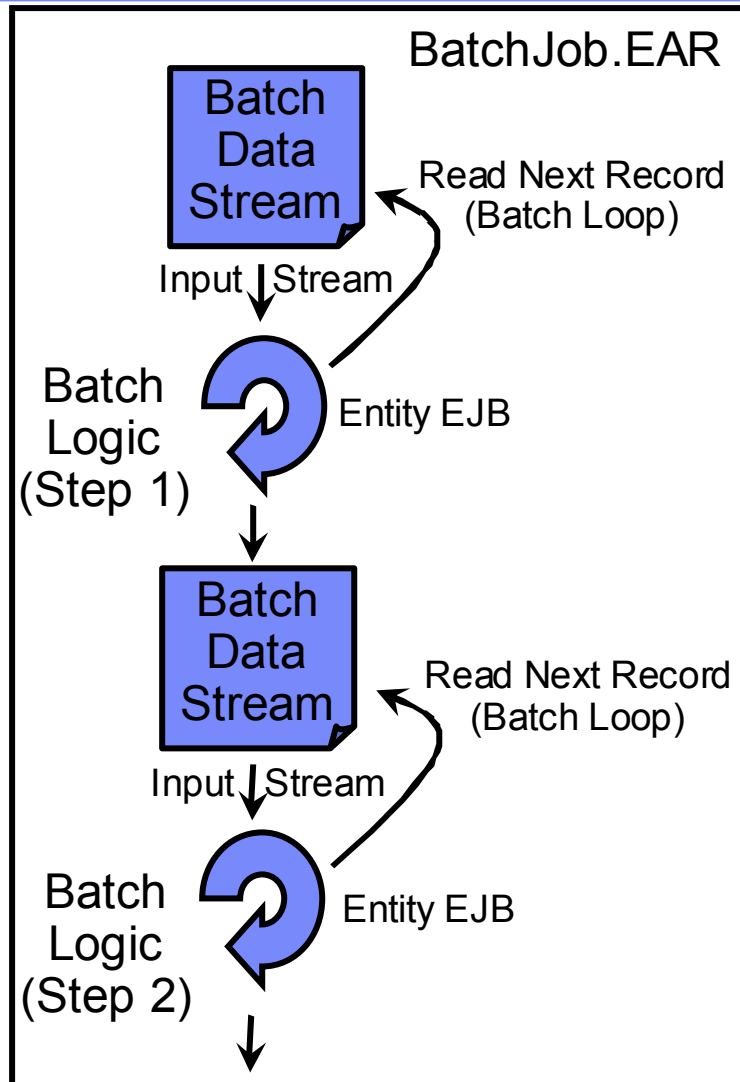 BatchJob.EAR
Batch
Data
Stream
Read Next Record
(Batch Loop)
Input Stream
Batch
Logic
(Step 1)
Entity EJB
Batch
Data
Stream
Read Next Record
(Batch Loop)
Input Stream
Batch
Logic
(Step 2)
Entity EJB